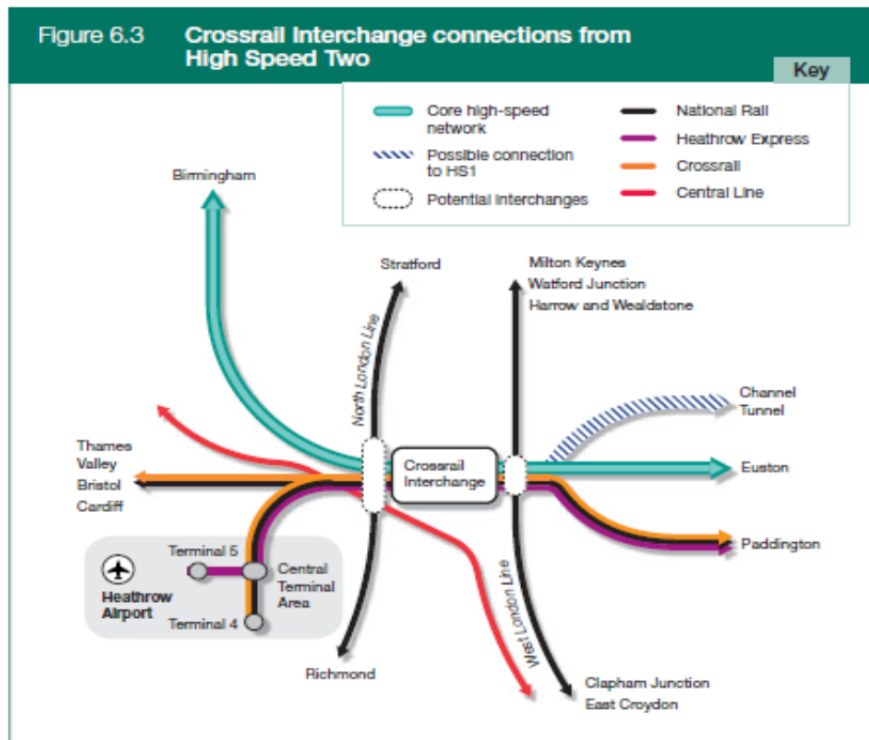 Figure 6.3
Crossrail Interchange connections from
High Speed Two
Key
Core high-speed
network
Possible connection
to HS1
Potential Interchanges
National Rail
Heathrow Express
Crossrail
Central Line
Birmingham
Stratford
Milton Keynes
Watford Junction
Harrow and Wealdstone
North London Line
Channel
Tunnel
Thames
Valley
Bristol
Cardiff
Crossrail
Interchange
Euston
Paddington
Terminal 5
Central
Terminal
Area
Heathrow
Airport
Terminal 4
West London Line
Richmond
Clapham Junction
East Croydon